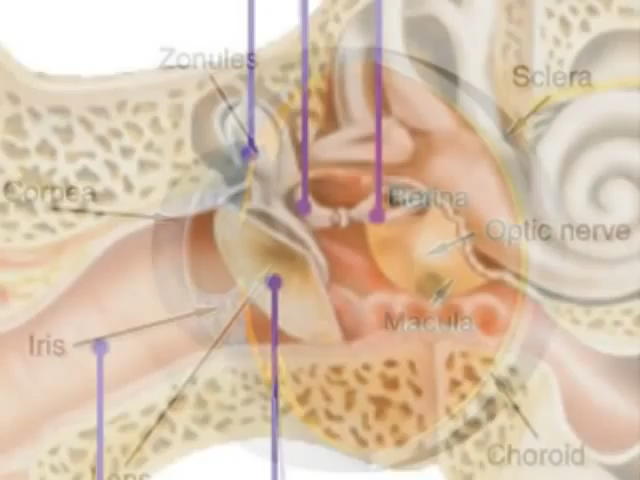 Zonules
Sclera
Cornea
Retina
Optic nerve
Macula
Iris
Choroid
Lens